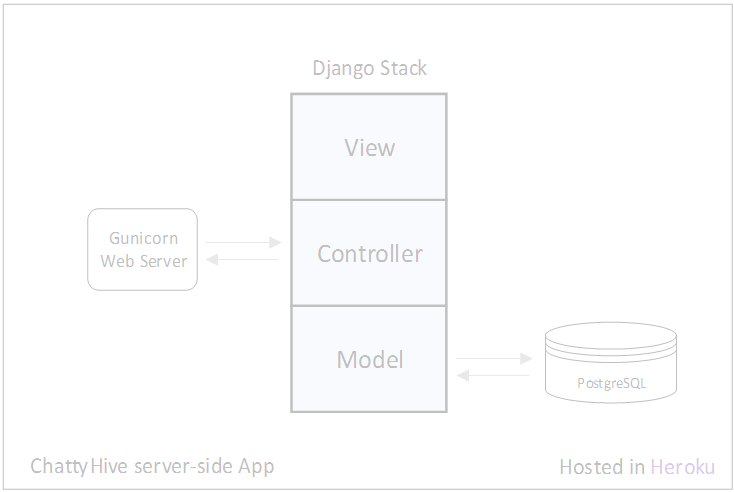 Django Stack
View
Gunicorn
Web Server
Controller
Model
PostgreSQL
ChattyHive server-side App
Hosted in Heroku